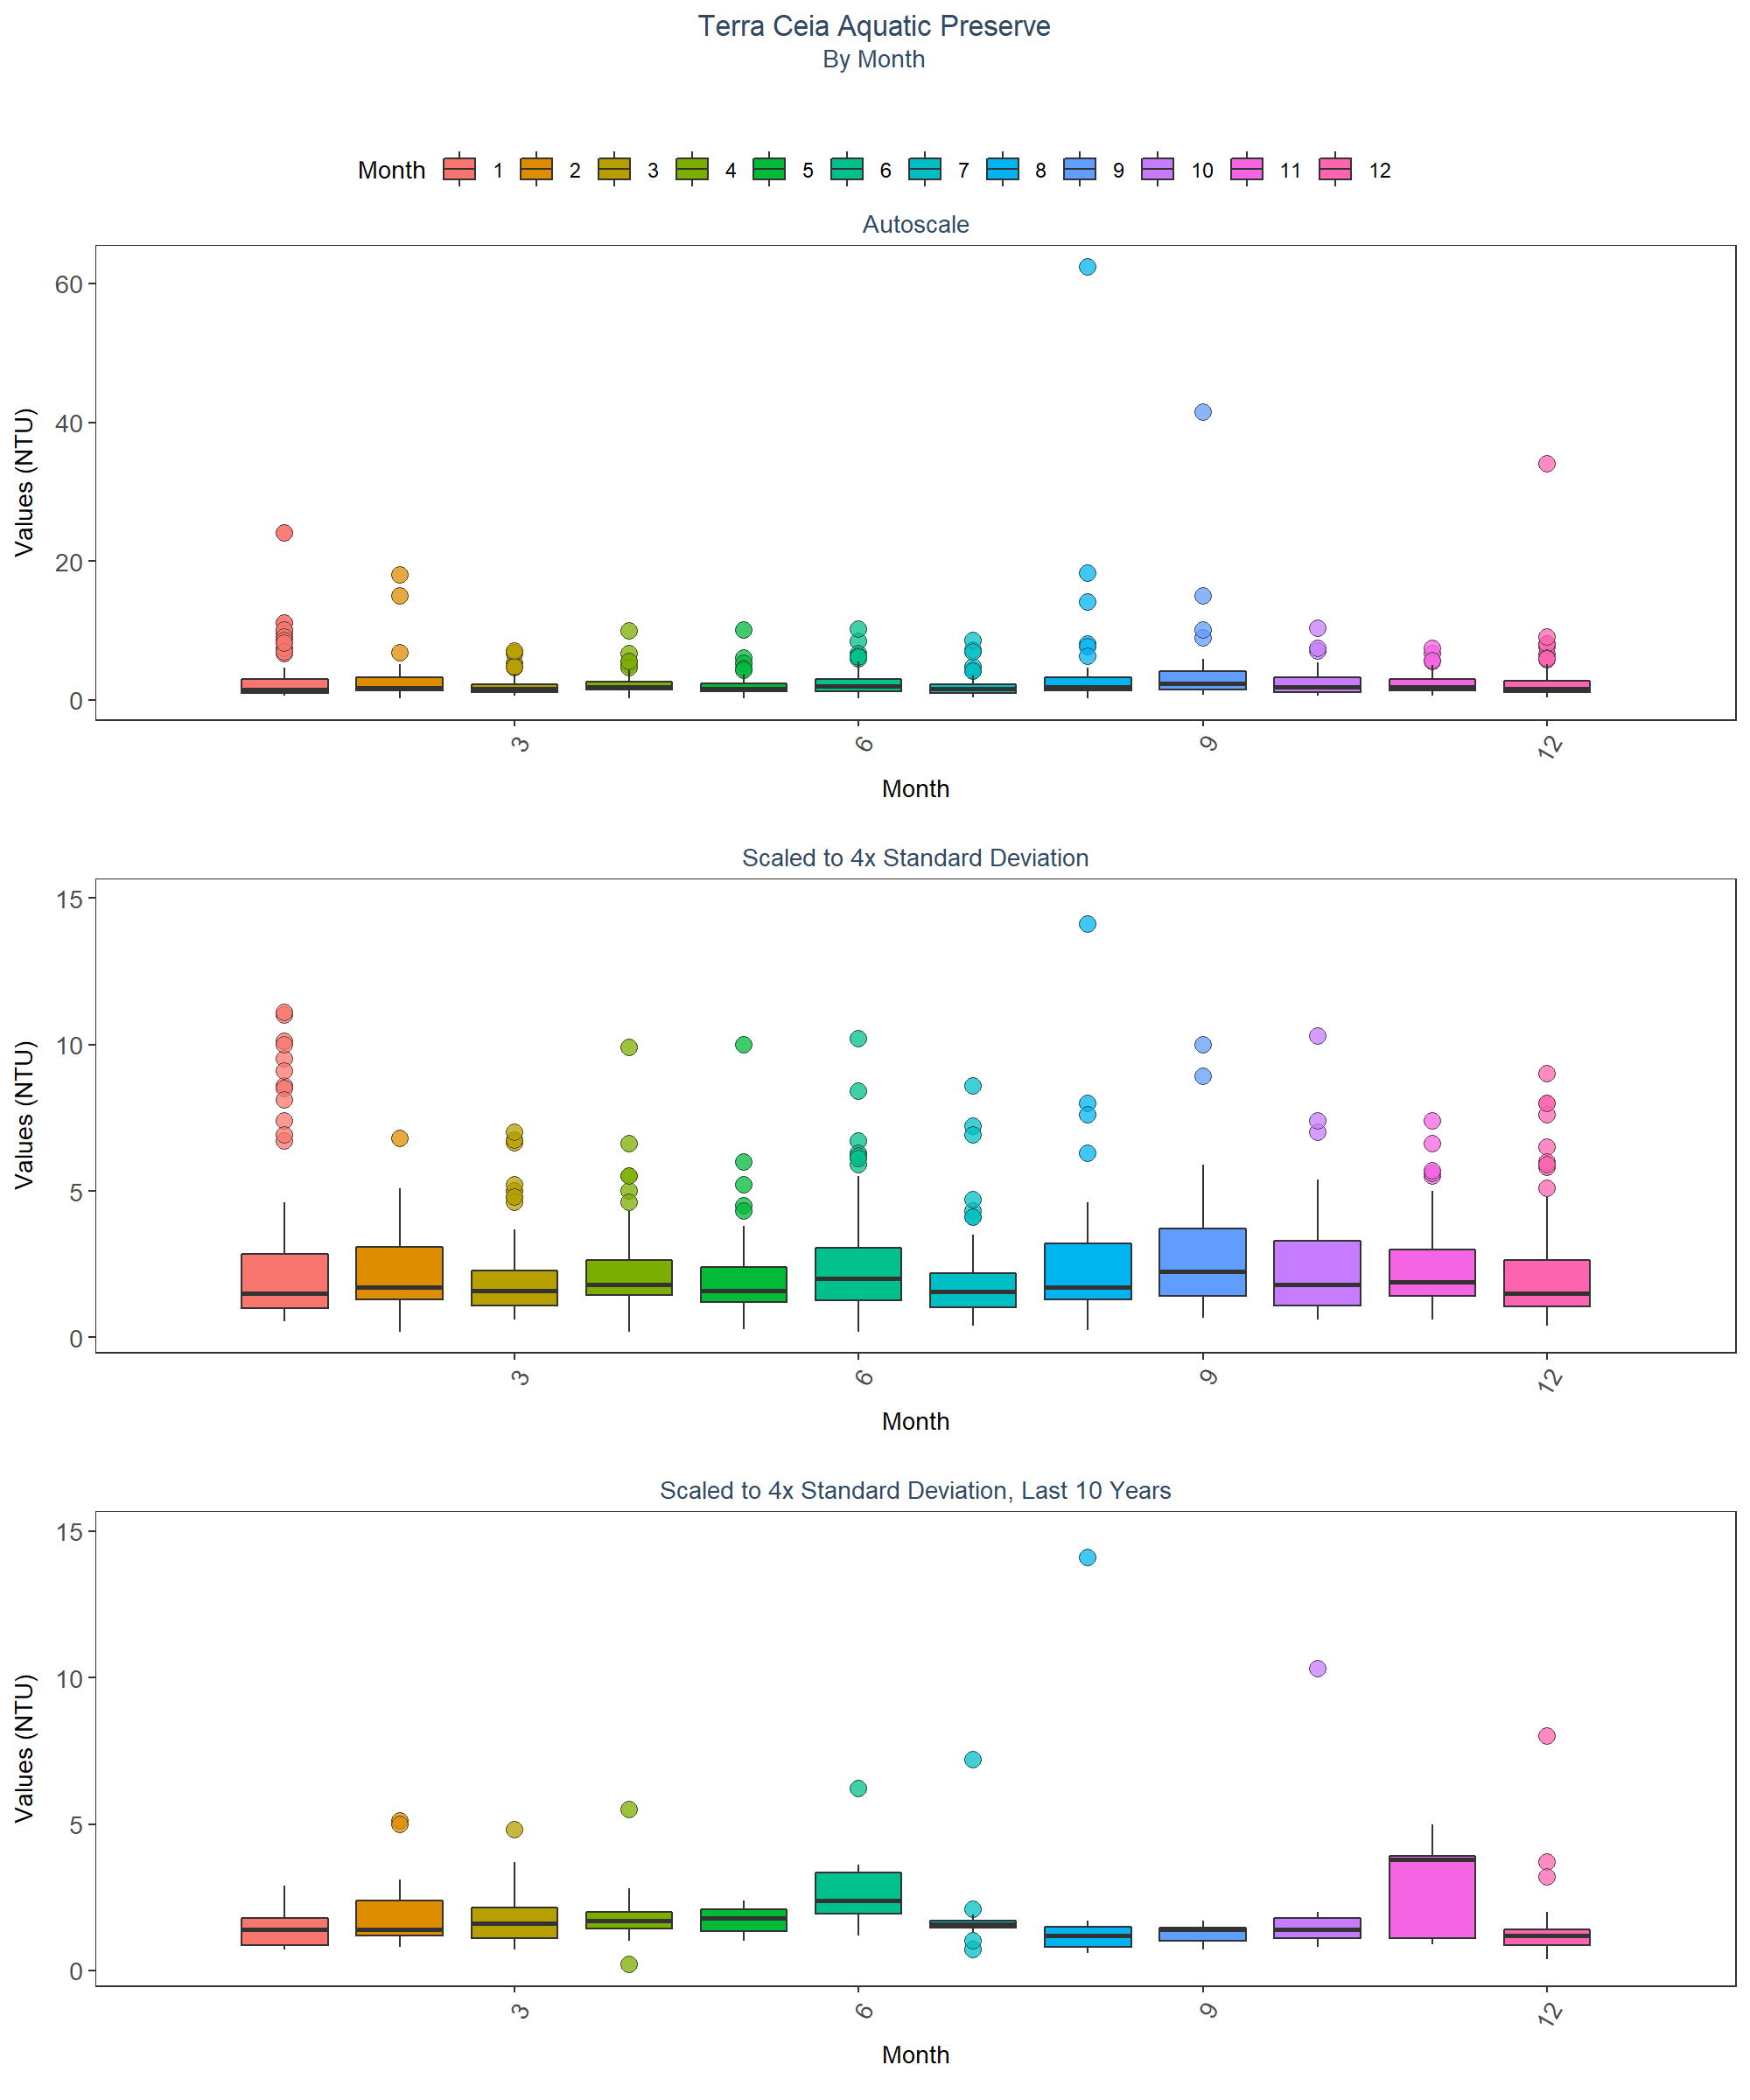 Terra Ceia Aquatic Preserve
By Month
Month 1 2 3 4 5 6 7 8 9 10 11 12
Autoscale
Values (NTU)
60
40
20
0
3 6 9 12
Month
Scaled to 4x Standard Deviation
Values (NTU)
15
10
5
0
3 6 9 12
Month
Scaled to 4x Standard Deviation, Last 10 Years
Values (NTU)
15
10
5
0
3 6 9 12
Month